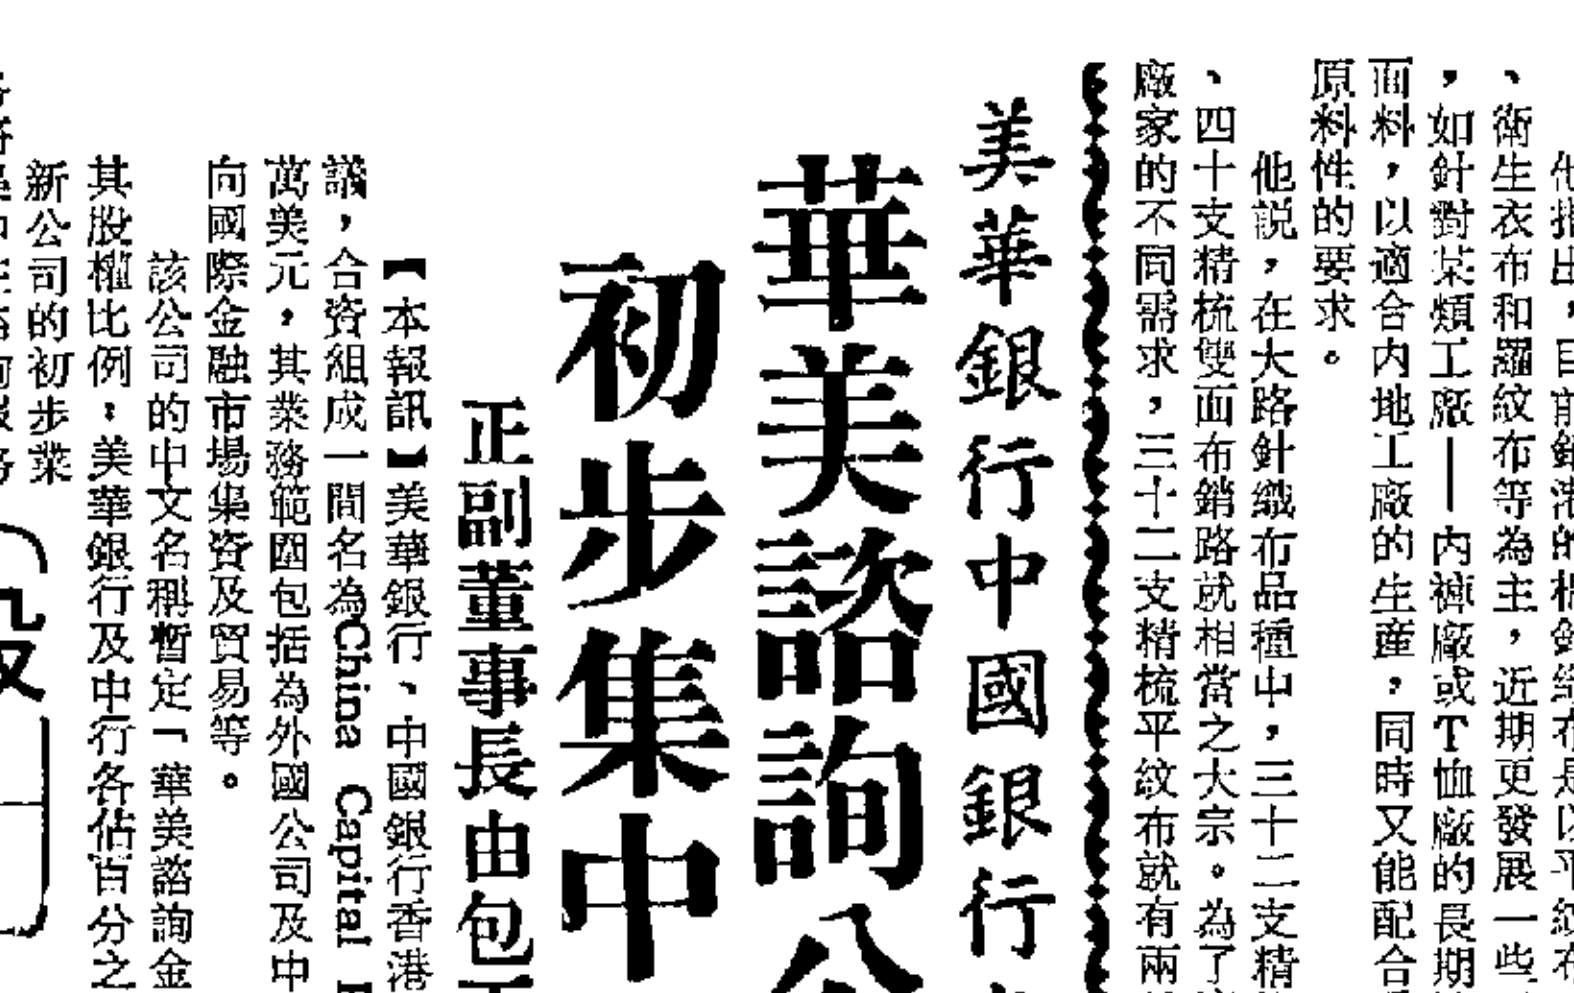 、衛生衣布和羅紋布等為主，近期更發展一些
，如針對某類工廠——內褲廠或T恤廠的長期
面料，以適合內地工廠的生產，同時又能配合
原料性的要求。
他說，在大路針織布品種中，三十二支精
、四十支精梳雙面布銷路就相當之大宗。為了
廠家的不同需求，三十二支精梳平紋布就有兩
美華銀行中國銀行
華美諮詢公
初步集中
正副董事長由包玉
【本報訊】美華銀行、中國銀行香港
議，合資組成一間名為China Capital
萬美元，其業務範圍包括為外國公司及中
向國際金融市場集資及貿易等。
該公司的中文名稱暫定「華美諮詢金
其股權比例，美華銀行及中行各佔百分之
新公司的初步業